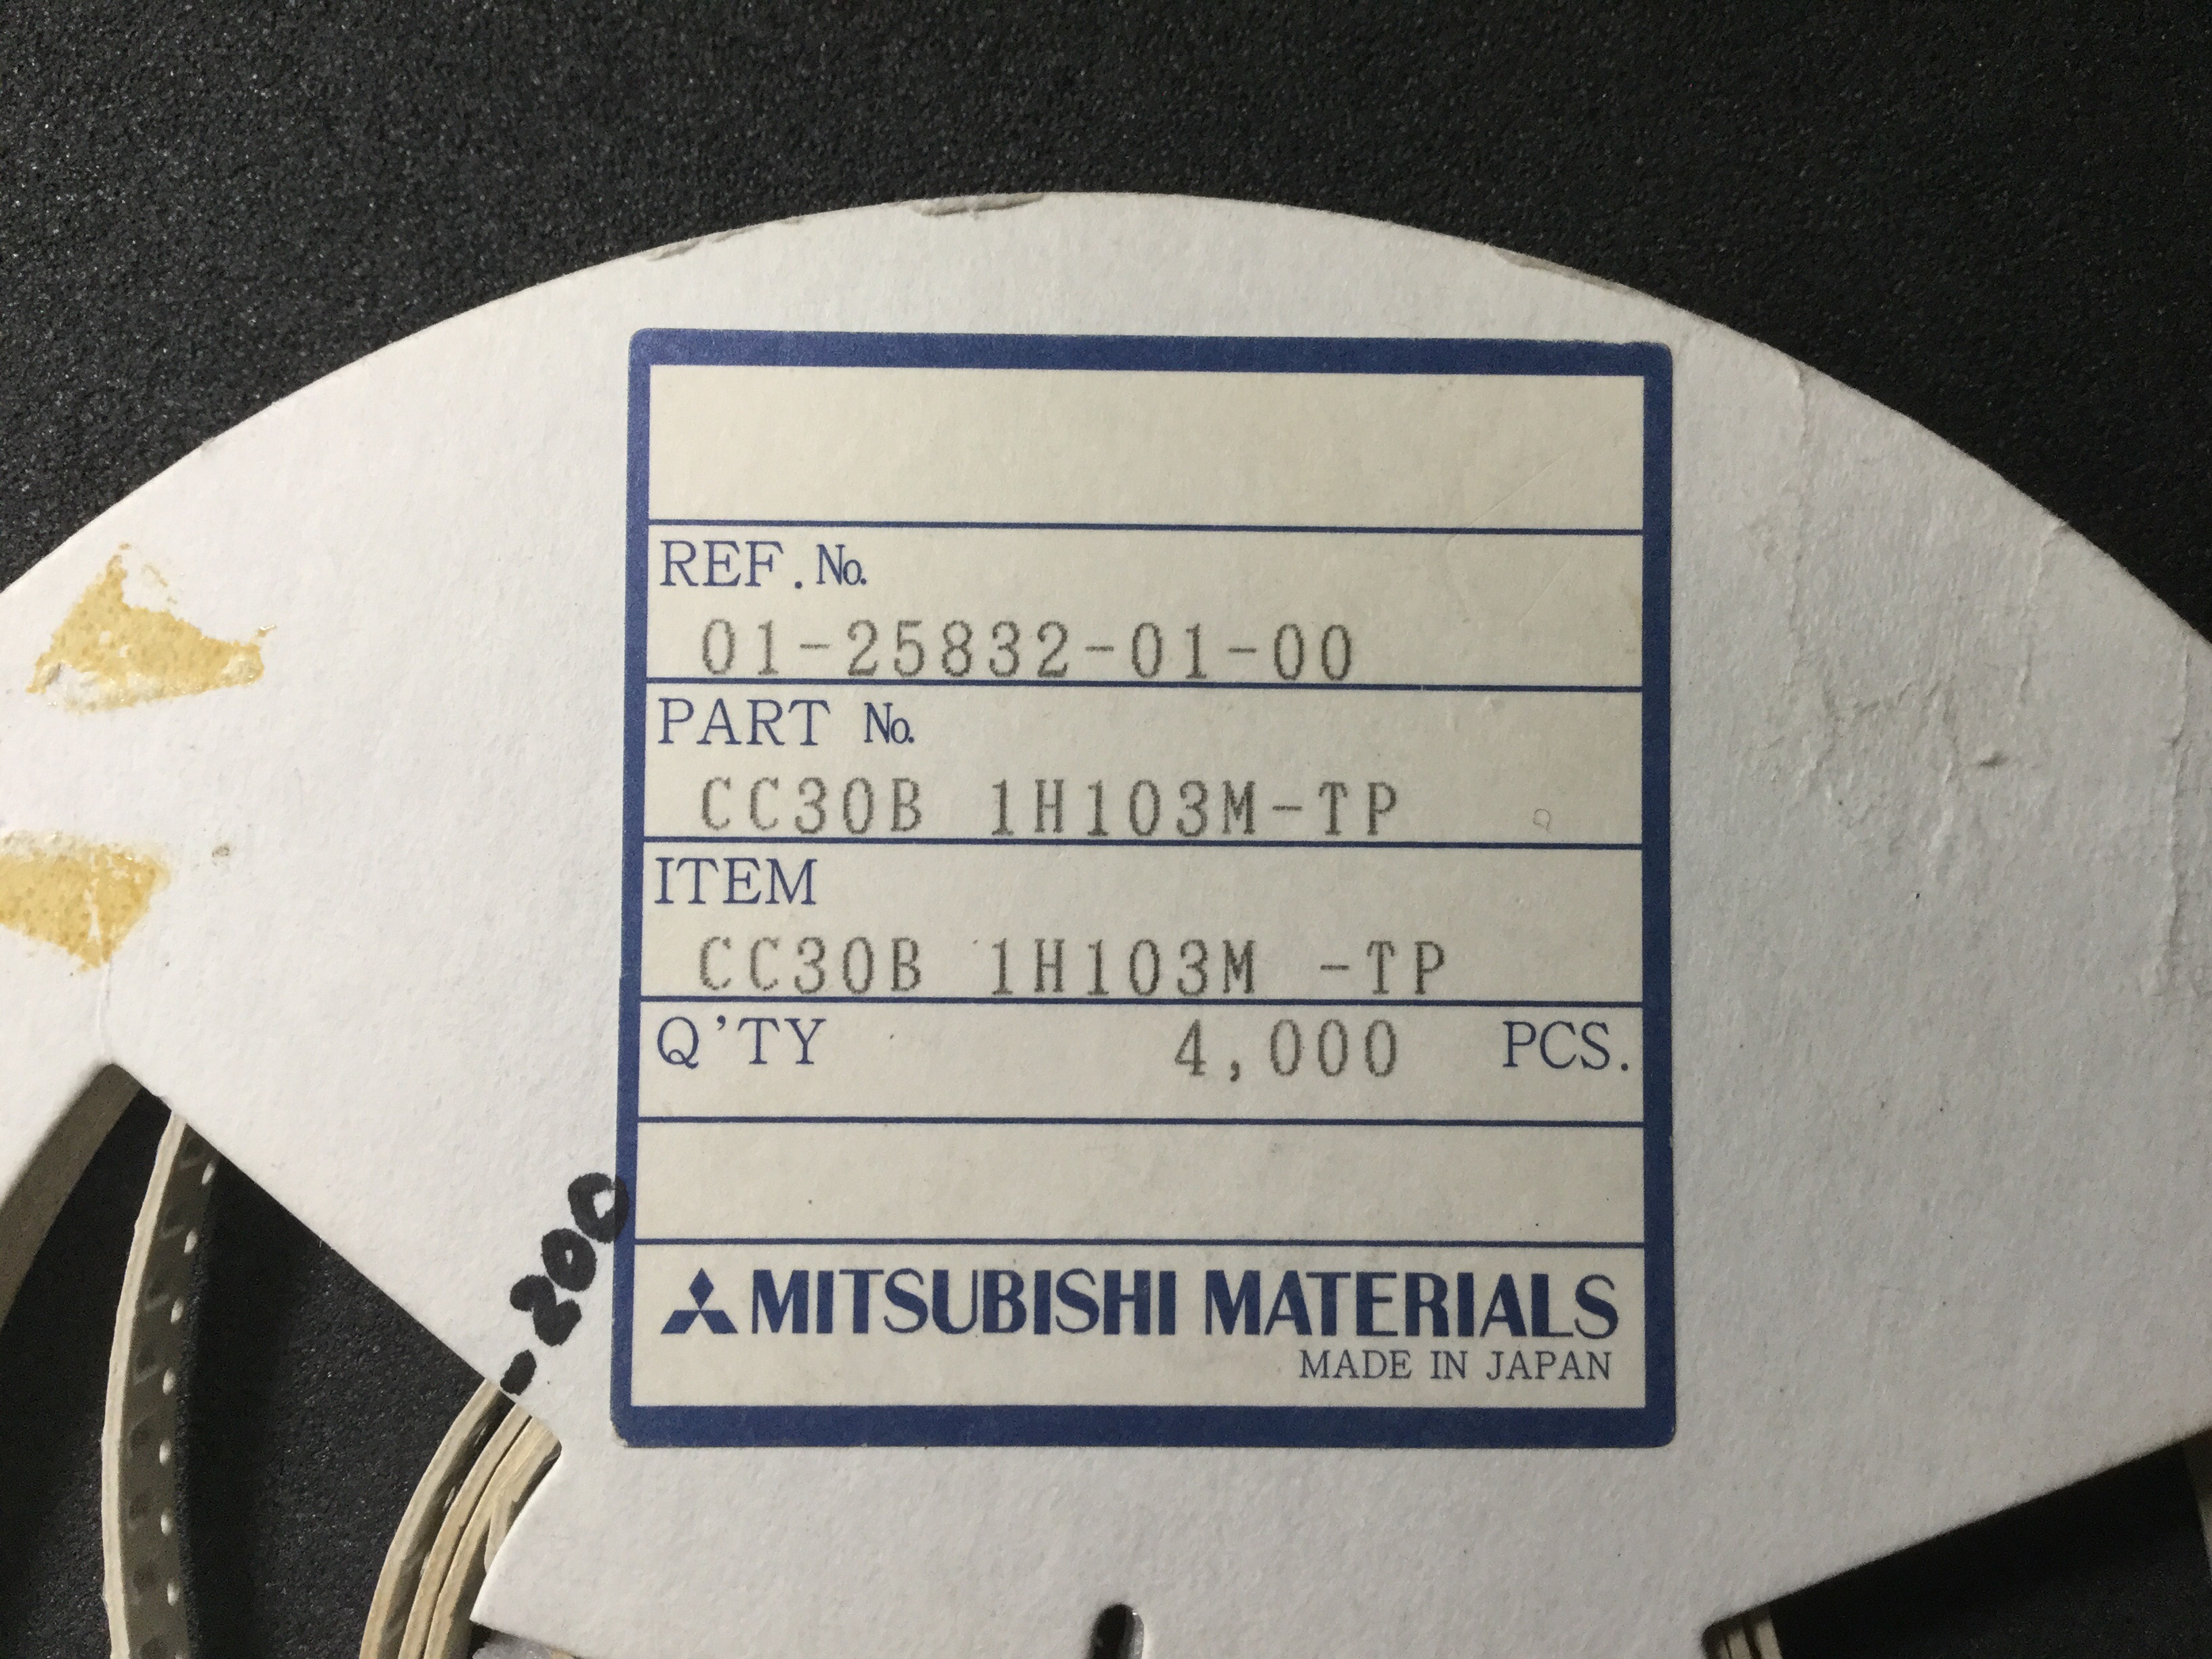 REF. No.
01-25832-01-00
PART No.
CC30B 1H103M-TP
ITEM
CC30B 1H103M -TP
Q'TY 4,000 PCS.
-200
MITSUBISHI MATERIALS
MADE IN JAPAN